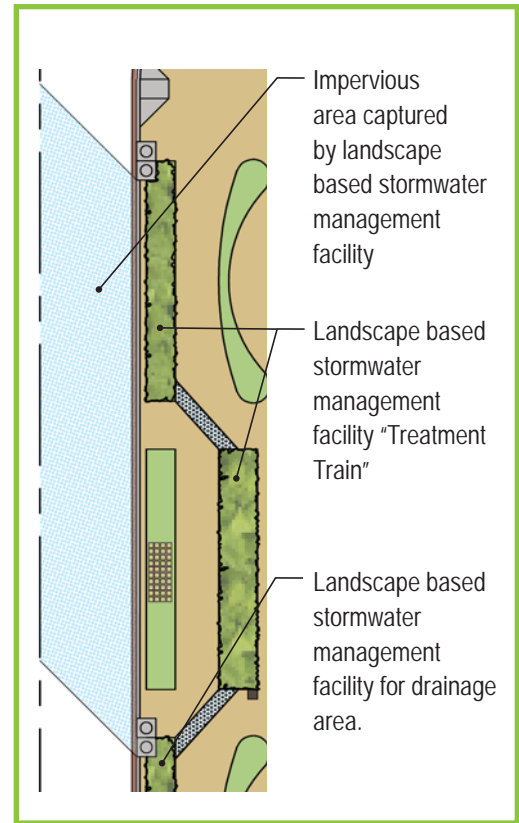 Impervious
area captured
by landscape
based stormwater
management
facility
Landscape based
stormwater
management
facility “Treatment
Train”
Landscape based
stormwater
management
facility for drainage
area.